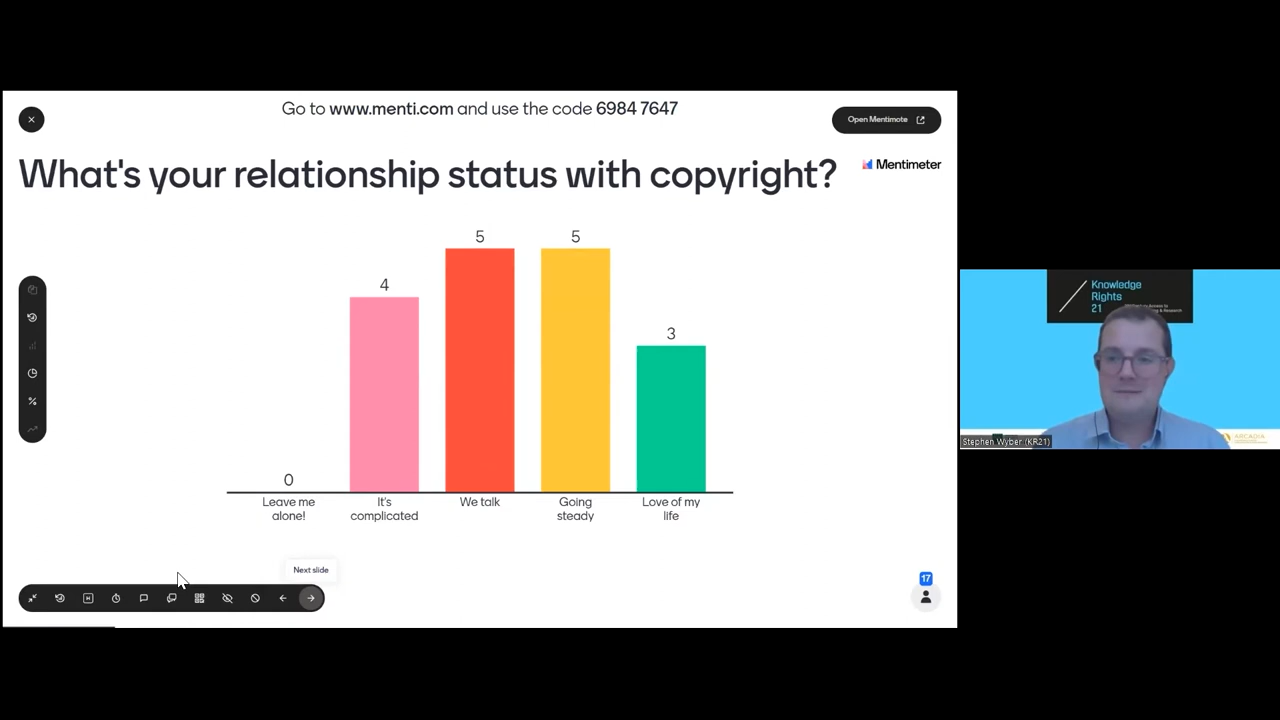 Go to www.menti.com and use the code 6984 7647
Open Mentimote
What's your relationship status with copyright?
Mentimeter
0
4
5
5
3
Leave me
alone!
It's
complicated
We talk
Going
steady
Love of my
life
Next slide
17
Knowledge
Rights
21
& Research
Stephen Wyber (KR21)
ARCADIA